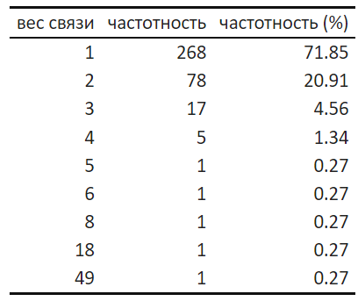 вес связи частотность частотность (%)
1 268 71.85
2 78 20.91
3 17 4.56
4 5 1.34
5 1 0.27
6 1 0.27
8 1 0.27
18 1 0.27
49 1 0.27